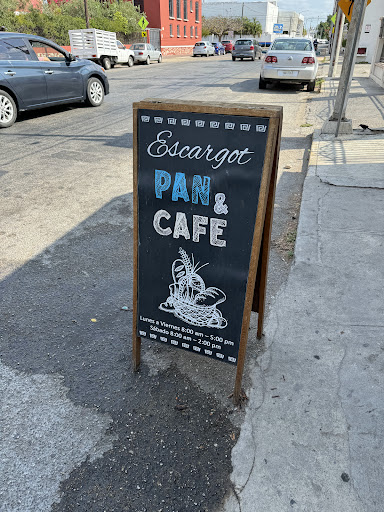 Escargot
PAN
&
CAFE
Lunes a Viernes 8:00 am - 5:00 pm
Sábado 8:00 am - 2:00 pm